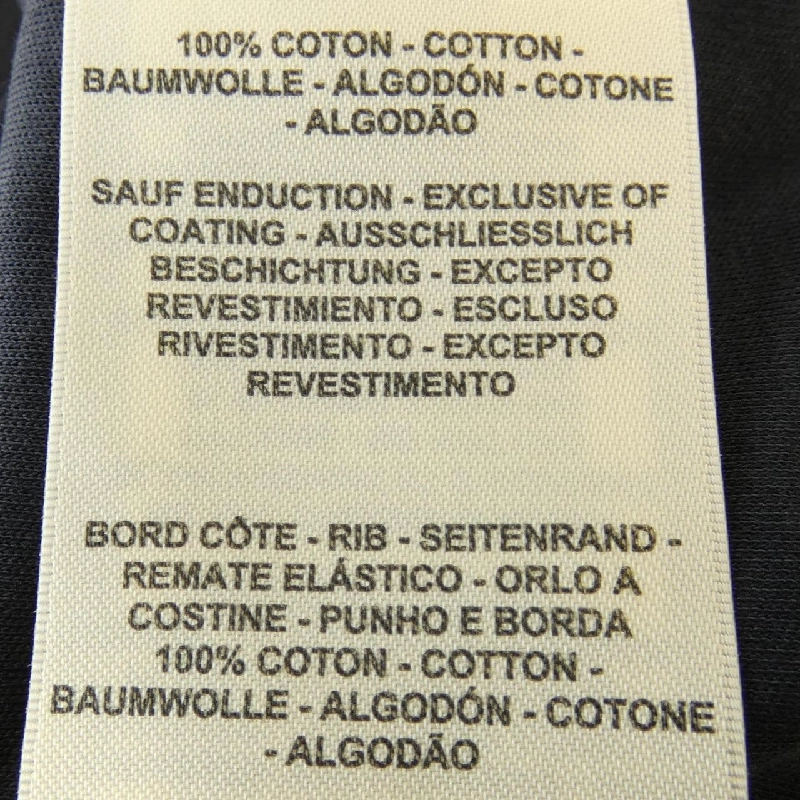 100% COTON - COTTON -
BAUMWOLLE - ALGODÓN - COTONE
- ALGODÃO
SAUF ENDUCTION - EXCLUSIVE OF
COATING - AUSSCHLIESSLICH
BESCHICHTUNG - EXCEPTO
REVESTIMIENTO - ESCLUSO
RIVESTIMENTO - EXCEPTO
REVESTIMENTO
BORD CÔTE - RIB - SEITENRAND -
REMATE ELÁSTICO - ORLO A
COSTINE - PUNHO E BORDA
100% COTON - COTTON -
BAUMWOLLE - ALGODÓN - COTONE
- ALGODÃO